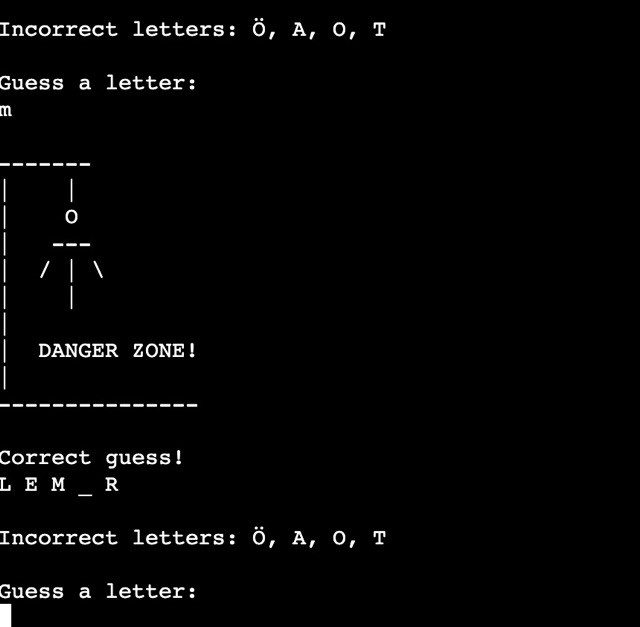 Incorrect letters: Ö, A, O, T
Guess a letter:
m
-------
|      |
|      O
|     ---
|    / | \
|      |
|
|   DANGER ZONE!
|
---------------
Correct guess!
L E M _ R
Incorrect letters: Ö, A, O, T
Guess a letter: